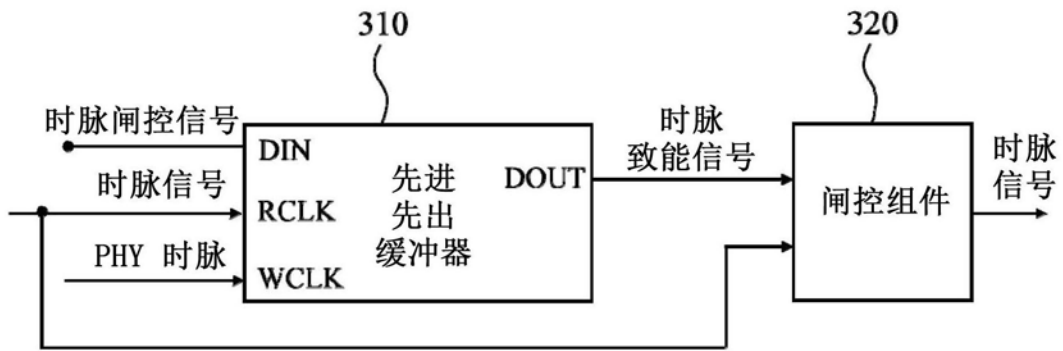 310
320
时脉闸控信号
DIN
时脉信号
RCLK
PHY 时脉
WCLK
先进
先出
缓冲器
DOUT
时脉
致能信号
闸控组件
时脉
信号